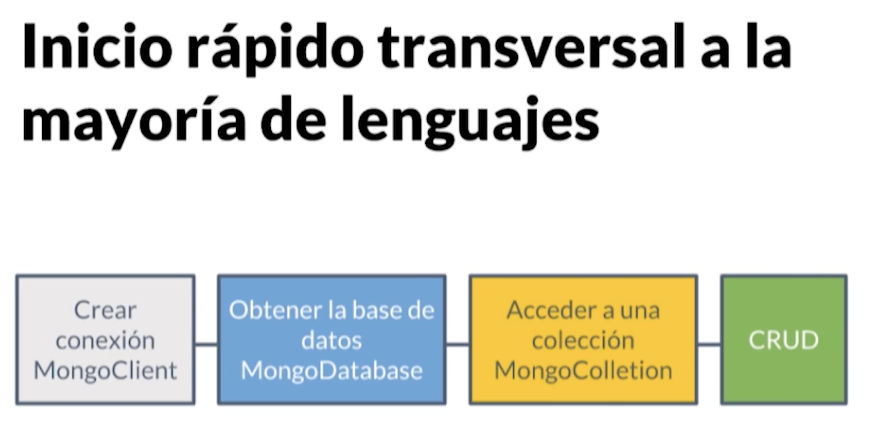 Inicio rápido transversal a la
mayoría de lenguajes
Crear
conexión
MongoClient
Obtener la base de
datos
MongoDatabase
Acceder a una
colección
MongoColletion
CRUD